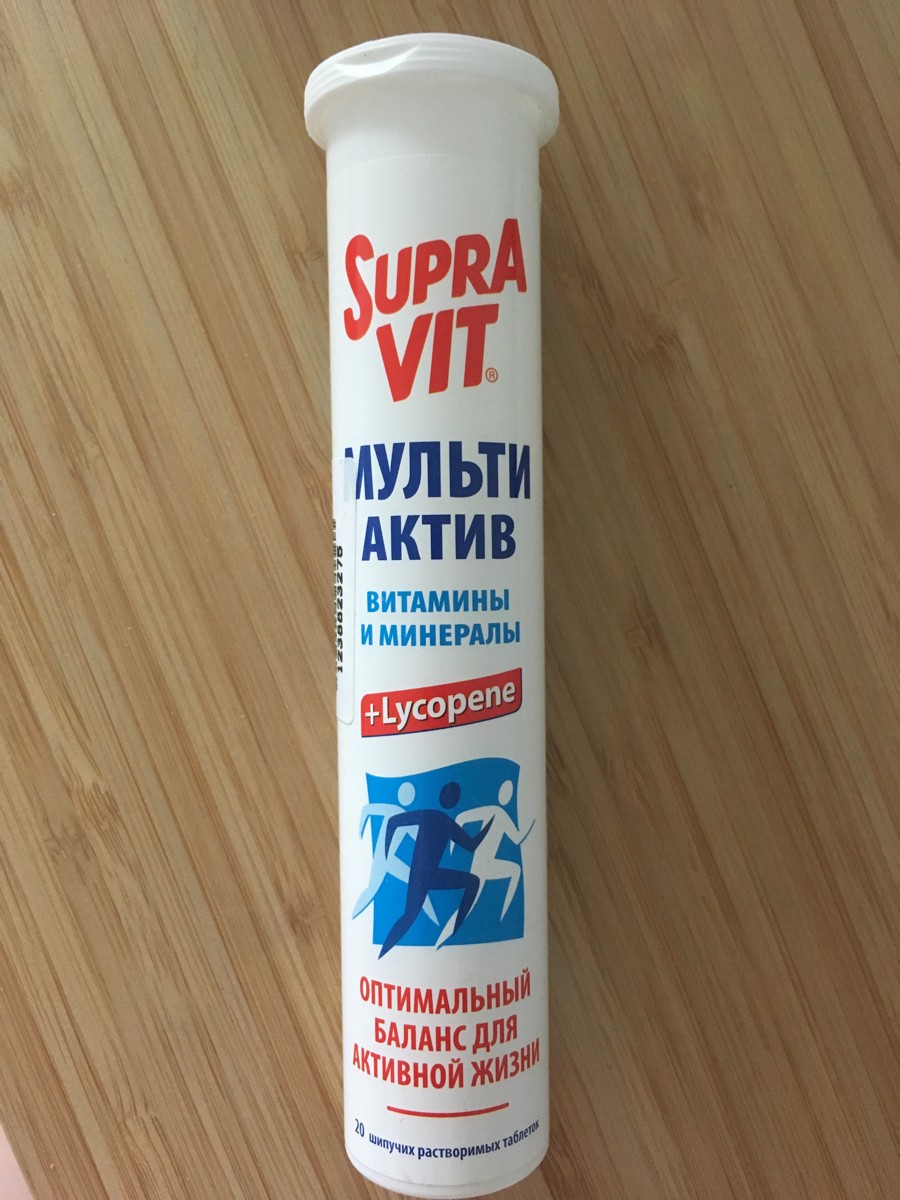 SUPRA
VIT®
МУЛЬТИ
АКТИВ
ВИТАМИНЫ
И МИНЕРАЛЫ
+Lycopene
ОПТИМАЛЬНЫЙ
БАЛАНС ДЛЯ
АКТИВНОЙ ЖИЗНИ
20 шипучих растворимых таблеток